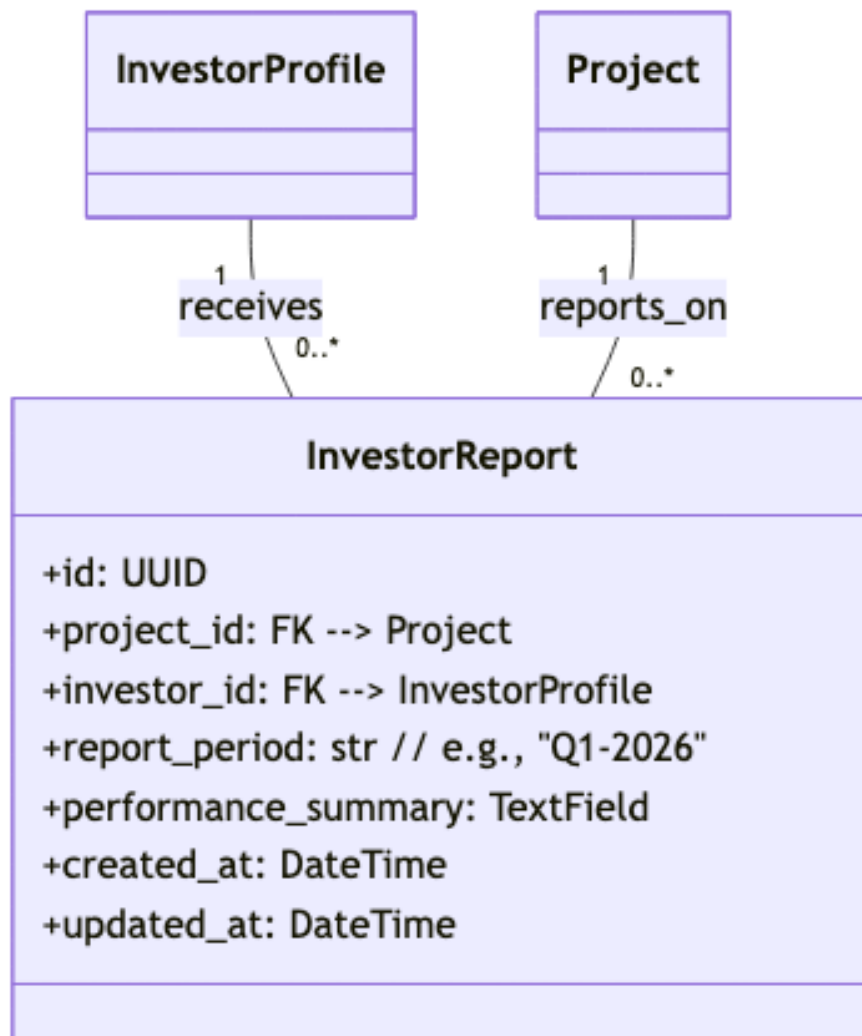 InvestorProfile
Project
1
receives
0..*
1
reports_on
0..*
InvestorReport
+id: UUID
+project_id: FK --> Project
+investor_id: FK --> InvestorProfile
+report_period: str // e.g., "Q1-2026"
+performance_summary: TextField
+created_at: DateTime
+updated_at: DateTime